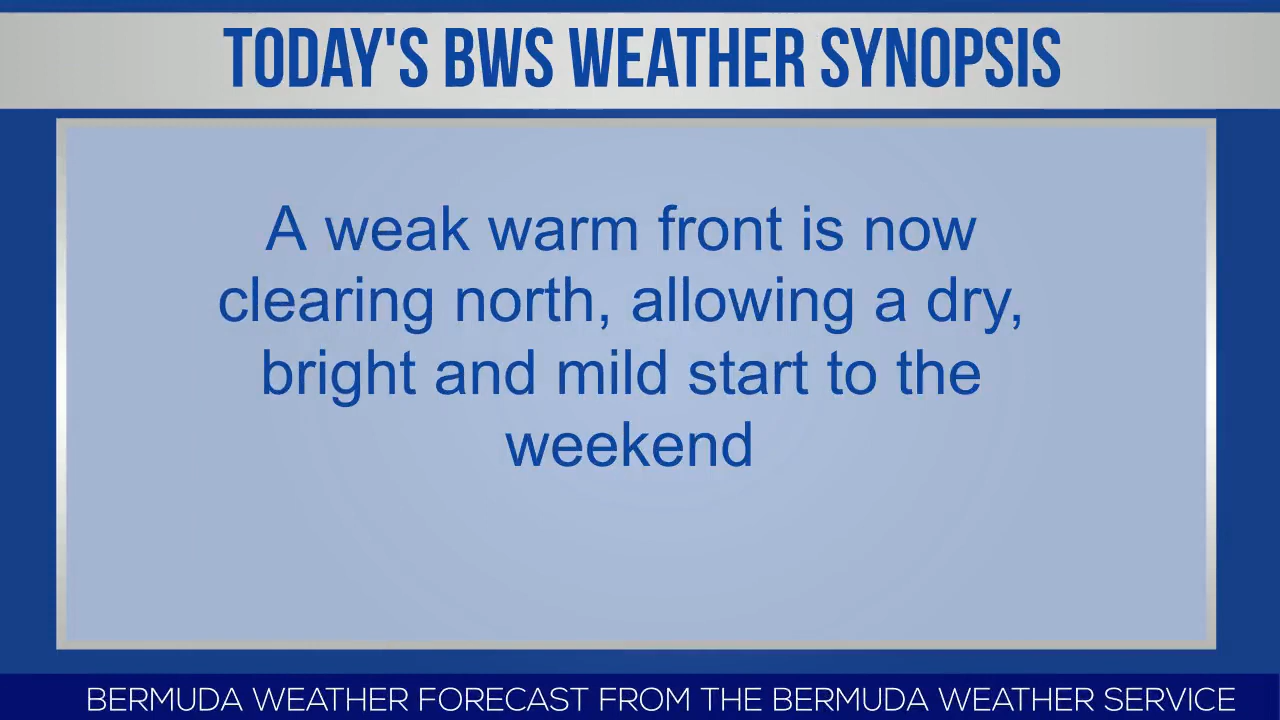 TODAY'S BWS WEATHER SYNOPSIS
A weak warm front is now
clearing north, allowing a dry,
bright and mild start to the
weekend
BERMUDA WEATHER FORECAST FROM THE BERMUDA WEATHER SERVICE